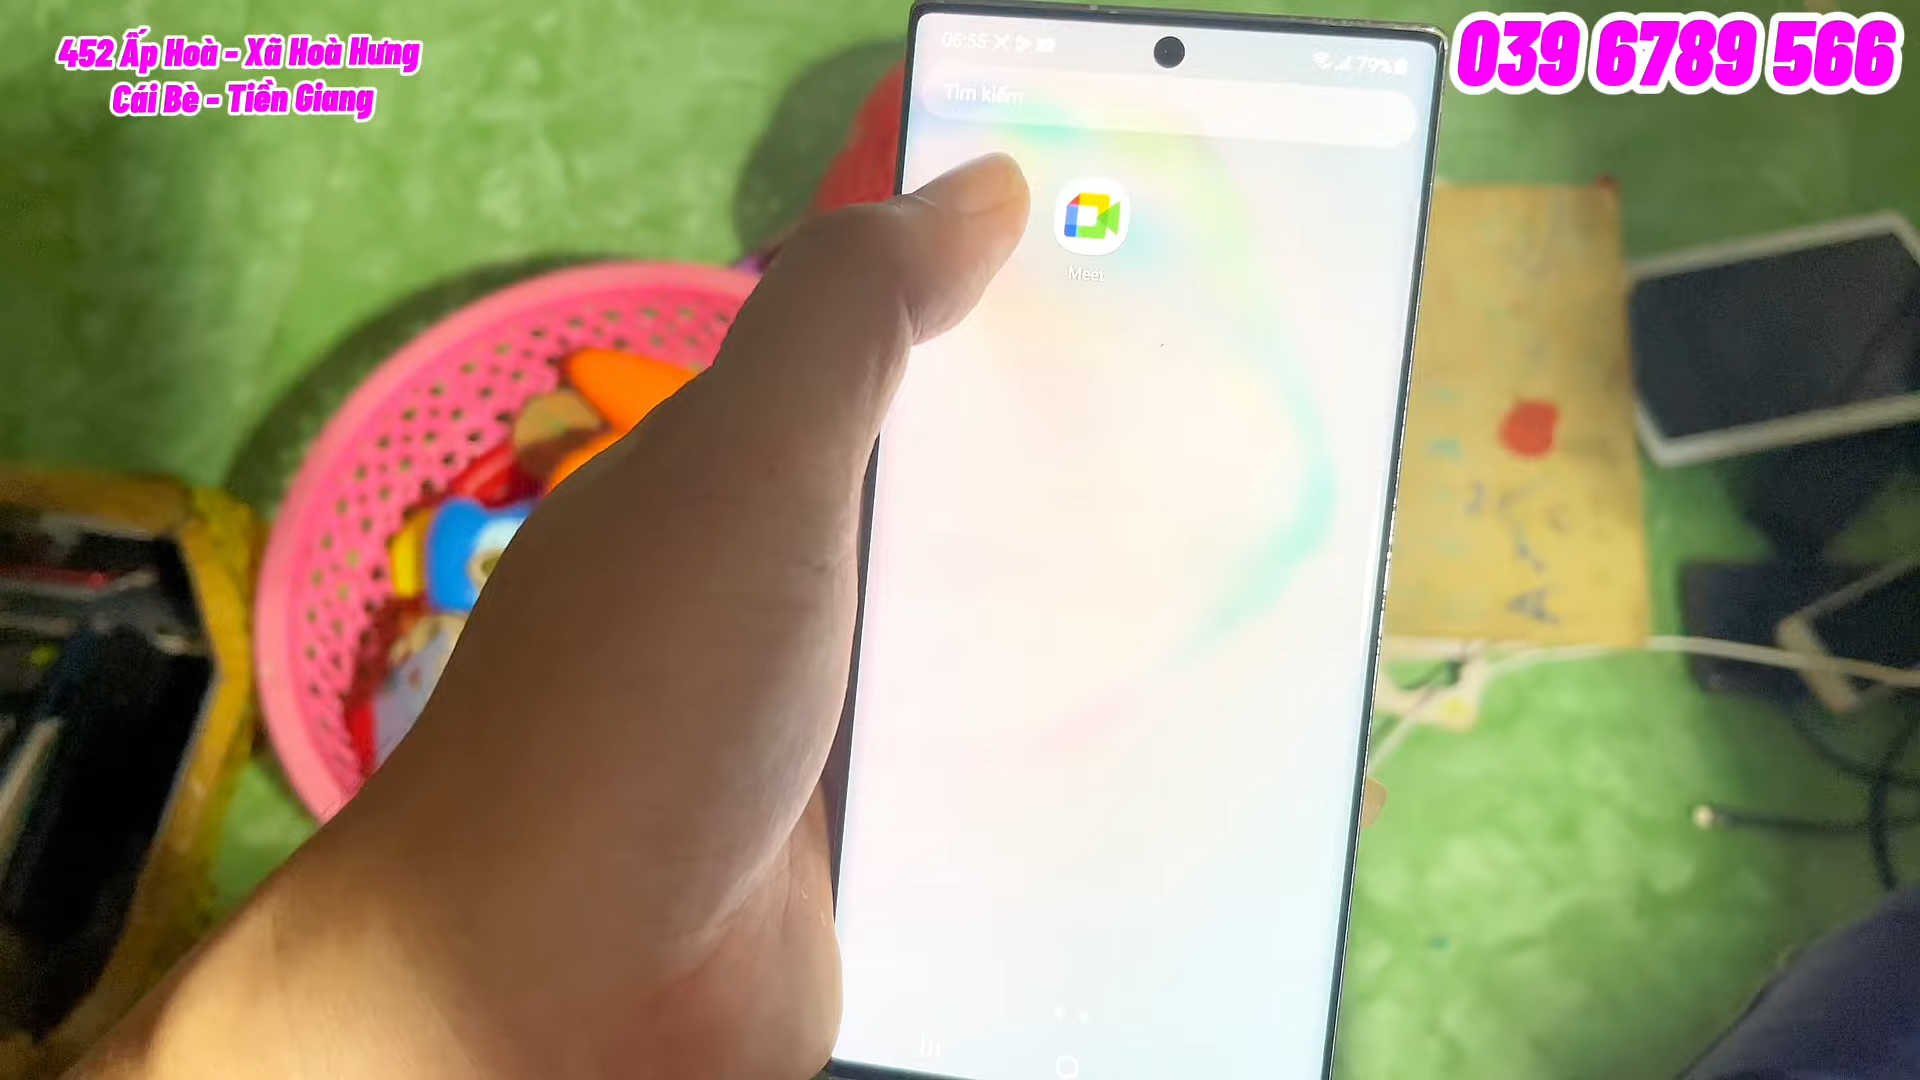 452 Ấp Hoà - Xã Hoà Hưng
Cái Bè - Tiền Giang
039 6789 566
06:55
79%
Tìm kiếm
Meet